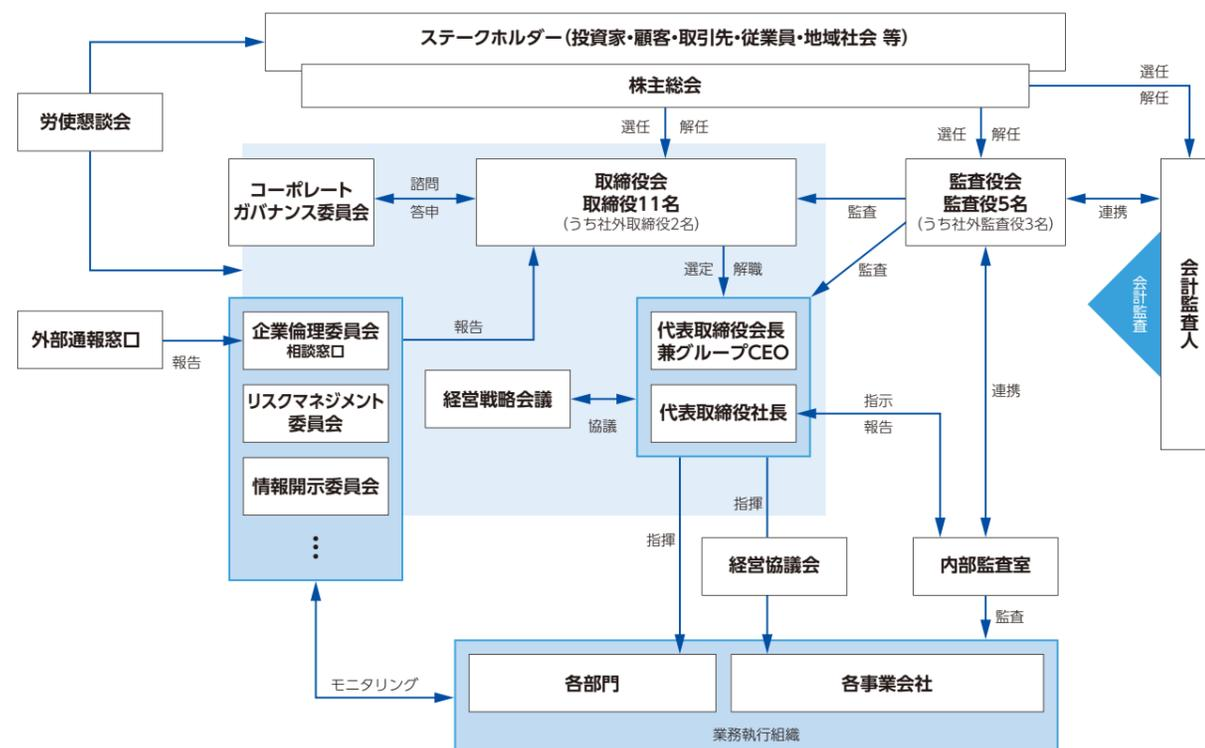 ステークホルダー（投資家・顧客・取引先・従業員・地域社会 等）
株主総会
選任
解任
労使懇談会
選任 解任
選任 解任
コーポレート
ガバナンス委員会
諮問
答申
取締役会
取締役11名
（うち社外取締役2名）
監査
監査役会
監査役5名
（うち社外監査役3名）
連携
会計監査人
会計監査
選定 解職
監査
外部通報窓口
報告
企業倫理委員会
相談窓口
報告
リスクマネジメント
委員会
情報開示委員会
⋮
経営戦略会議
協議
代表取締役会長
兼グループCEO
代表取締役社長
指示
報告
連携
指揮
指揮
経営協議会
内部監査室
監査
モニタリング
各部門
各事業会社
業務執行組織